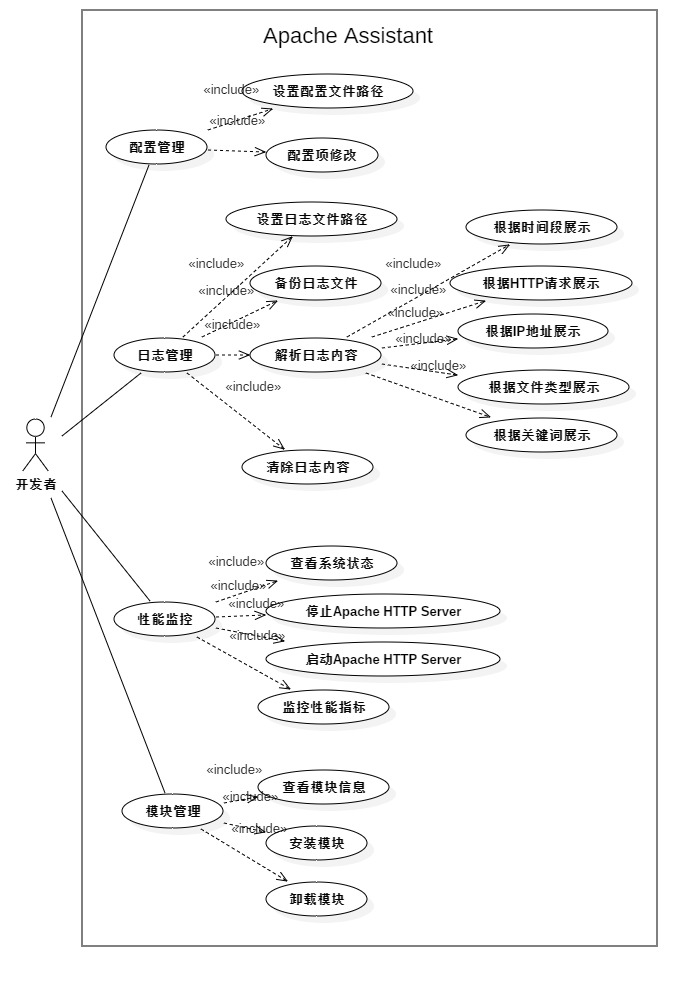 Apache Assistant
«include»
设置配置文件路径
«include»
配置管理
配置项修改
设置日志文件路径
根据时间段展示
«include»
«include»
备份日志文件
根据HTTP请求展示
«include»
«include»
«include»
«include»
根据IP地址展示
«include»
日志管理
解析日志内容
«include»
根据文件类型展示
«include»
根据关键词展示
清除日志内容
开发者
«include»
查看系统状态
«include»
«include»
停止Apache HTTP Server
性能监控
«include»
启动Apache HTTP Server
监控性能指标
«include»
查看模块信息
«include»
模块管理
«include»
安装模块
卸载模块